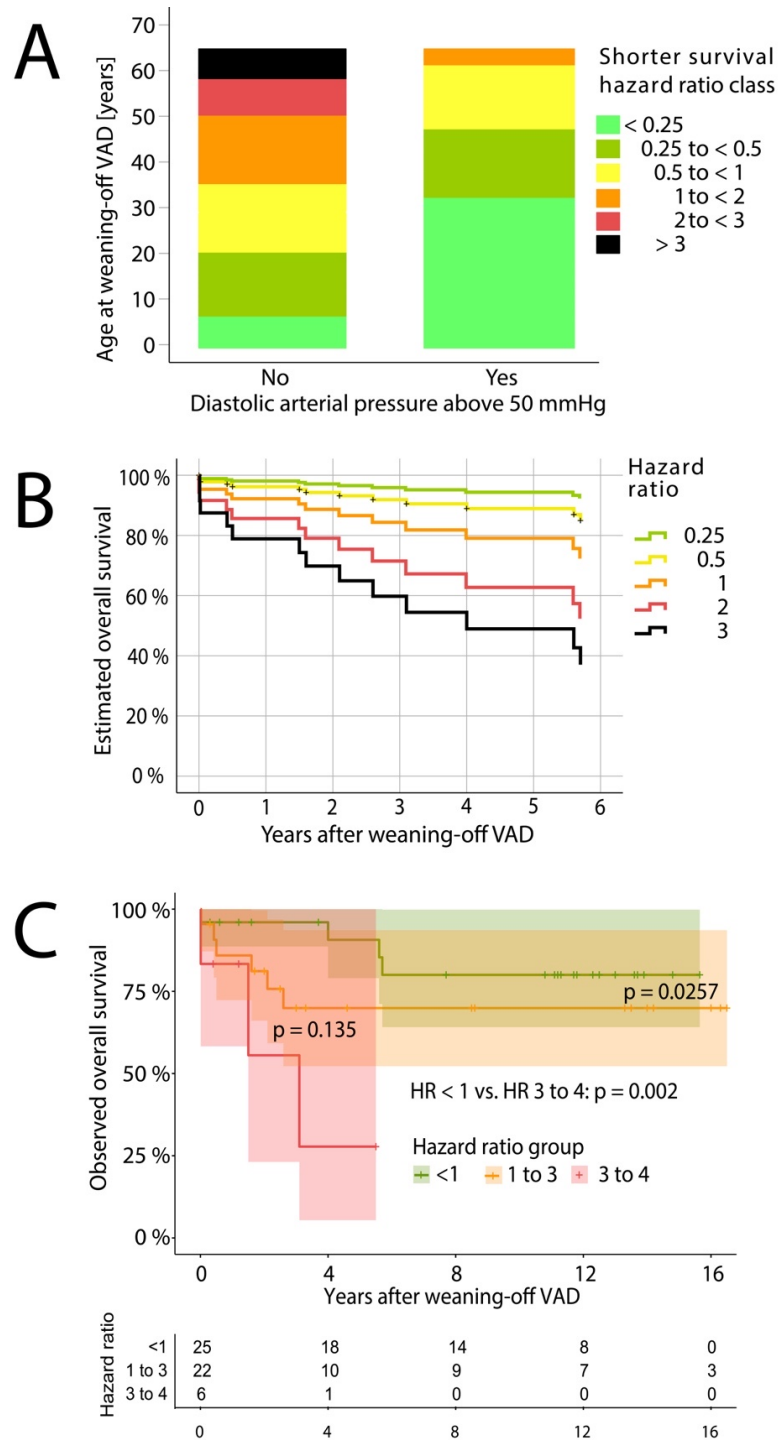 A
Age at weaning-off VAD [years]
70
60
50
40
30
20
10
0
No Yes
Diastolic arterial pressure above 50 mmHg
Shorter survival
hazard ratio class
< 0.25
0.25 to < 0.5
0.5 to < 1
1 to < 2
2 to < 3
> 3
B
Estimated overall survival
100 %
80 %
60 %
40 %
20 %
0 %
0 1 2 3 4 5 6
Years after weaning-off VAD
Hazard
ratio
0.25
0.5
1
2
3
C
Observed overall survival
100 %
75 %
50 %
25 %
0 %
p = 0.0257
p = 0.135
HR < 1 vs. HR 3 to 4: p = 0.002
Hazard ratio group
<1 1 to 3 3 to 4
0 4 8 12 16
Years after weaning-off VAD
Hazard ratio
<1 25 18 14 8 0
1 to 3 22 10 9 7 3
3 to 4 6 1 0 0 0
0 4 8 12 16